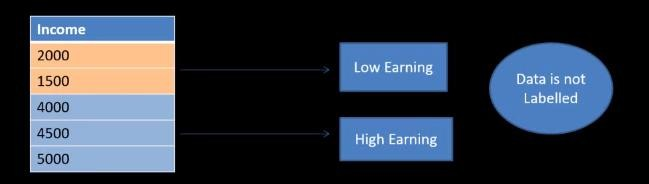 Income
2000
1500
4000
4500
5000
Low Earning
High Earning
Data is not
Labelled